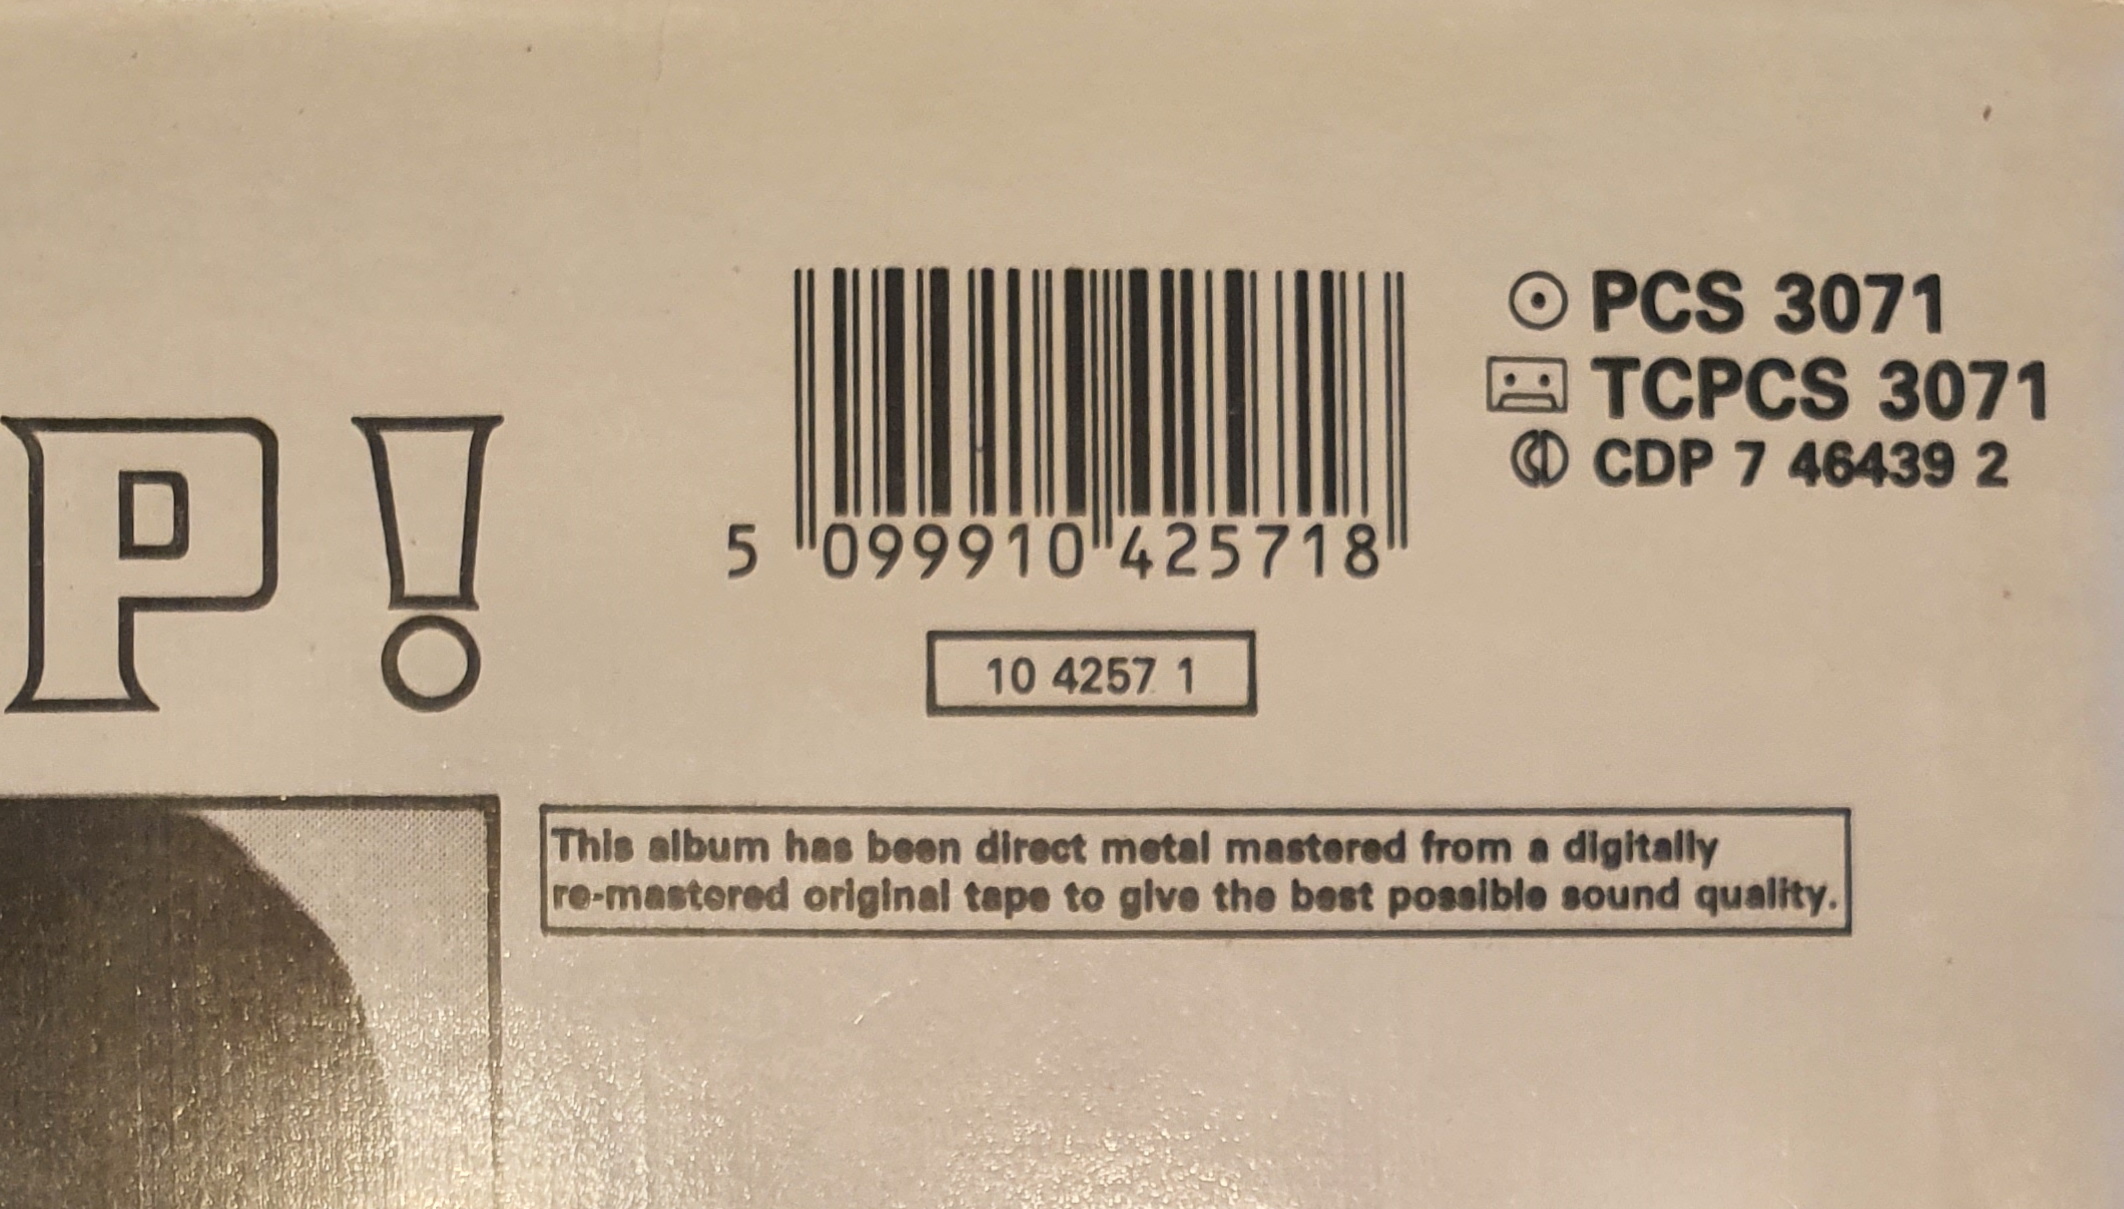 P!
5 099910 425718
PCS 3071
TCPCS 3071
CDP 7 46439 2
10 4257 1
This album has been direct metal mastered from a digitally
re-mastered original tape to give the best possible sound quality.